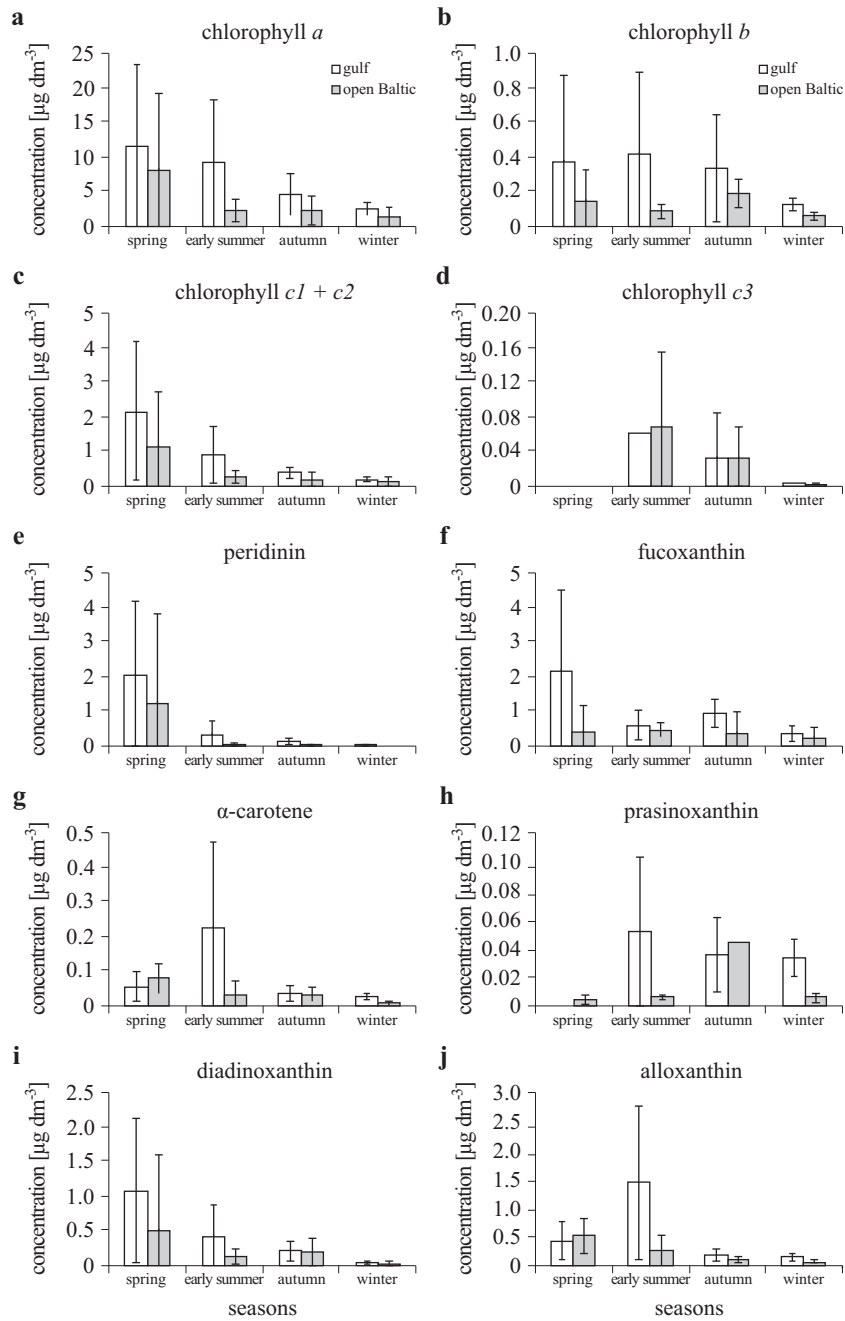 a
chlorophyll a
concentration [µg dm-3]
25
20
15
10
5
0
gulf
open Baltic
spring early summer autumn winter
b
chlorophyll b
concentration [µg dm-3]
1.0
0.8
0.6
0.4
0.2
0
gulf
open Baltic
spring early summer autumn winter
c
chlorophyll c1 + c2
concentration [µg dm-3]
5
4
3
2
1
0
spring early summer autumn winter
d
chlorophyll c3
concentration [µg dm-3]
0.20
0.16
0.12
0.08
0.04
0
spring early summer autumn winter
e
peridinin
concentration [µg dm-3]
5
4
3
2
1
0
spring early summer autumn winter
f
fucoxanthin
concentration [µg dm-3]
5
4
3
2
1
0
spring early summer autumn winter
g
α-carotene
concentration [µg dm-3]
0.5
0.4
0.3
0.2
0.1
0
spring early summer autumn winter
h
prasinoxanthin
concentration [µg dm-3]
0.12
0.10
0.08
0.06
0.04
0.02
0
spring early summer autumn winter
i
diadinoxanthin
concentration [µg dm-3]
2.5
2.0
1.5
1.0
0.5
0
spring early summer autumn winter
seasons
j
alloxanthin
concentration [µg dm-3]
3.0
2.5
2.0
1.5
1.0
0.5
0
spring early summer autumn winter
seasons